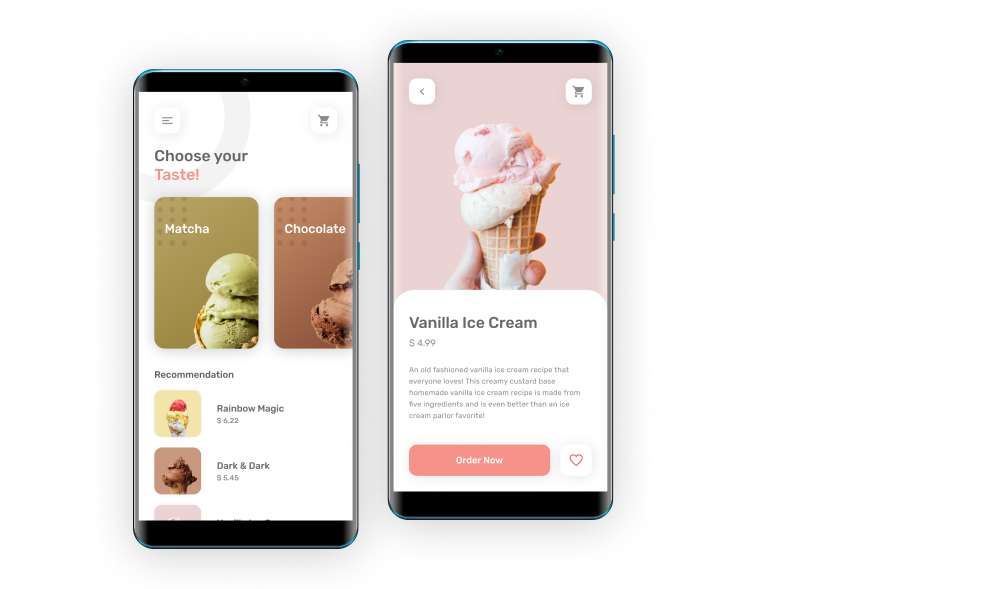 Choose your
Taste!
Matcha
Chocolate
Recommendation
Rainbow Magic
$ 6.22
Dark & Dark
$ 5.45
Vanilla Ice Cream
$ 4.99
An old fashioned vanilla ice cream recipe that
everyone loves! This creamy custard base
homemade vanilla ice cream recipe is made from
five ingredients and is even better than an ice
cream parlor favorite!
Order Now